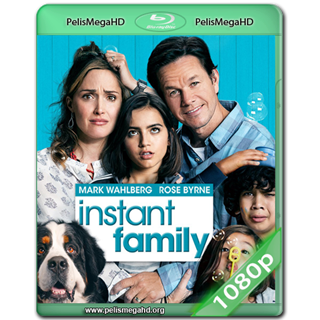 PelisMegaHD
PelisMegaHD
MARK WAHLBERG ROSE BYRNE
instant
family
1080p
www.pelismegahd.org